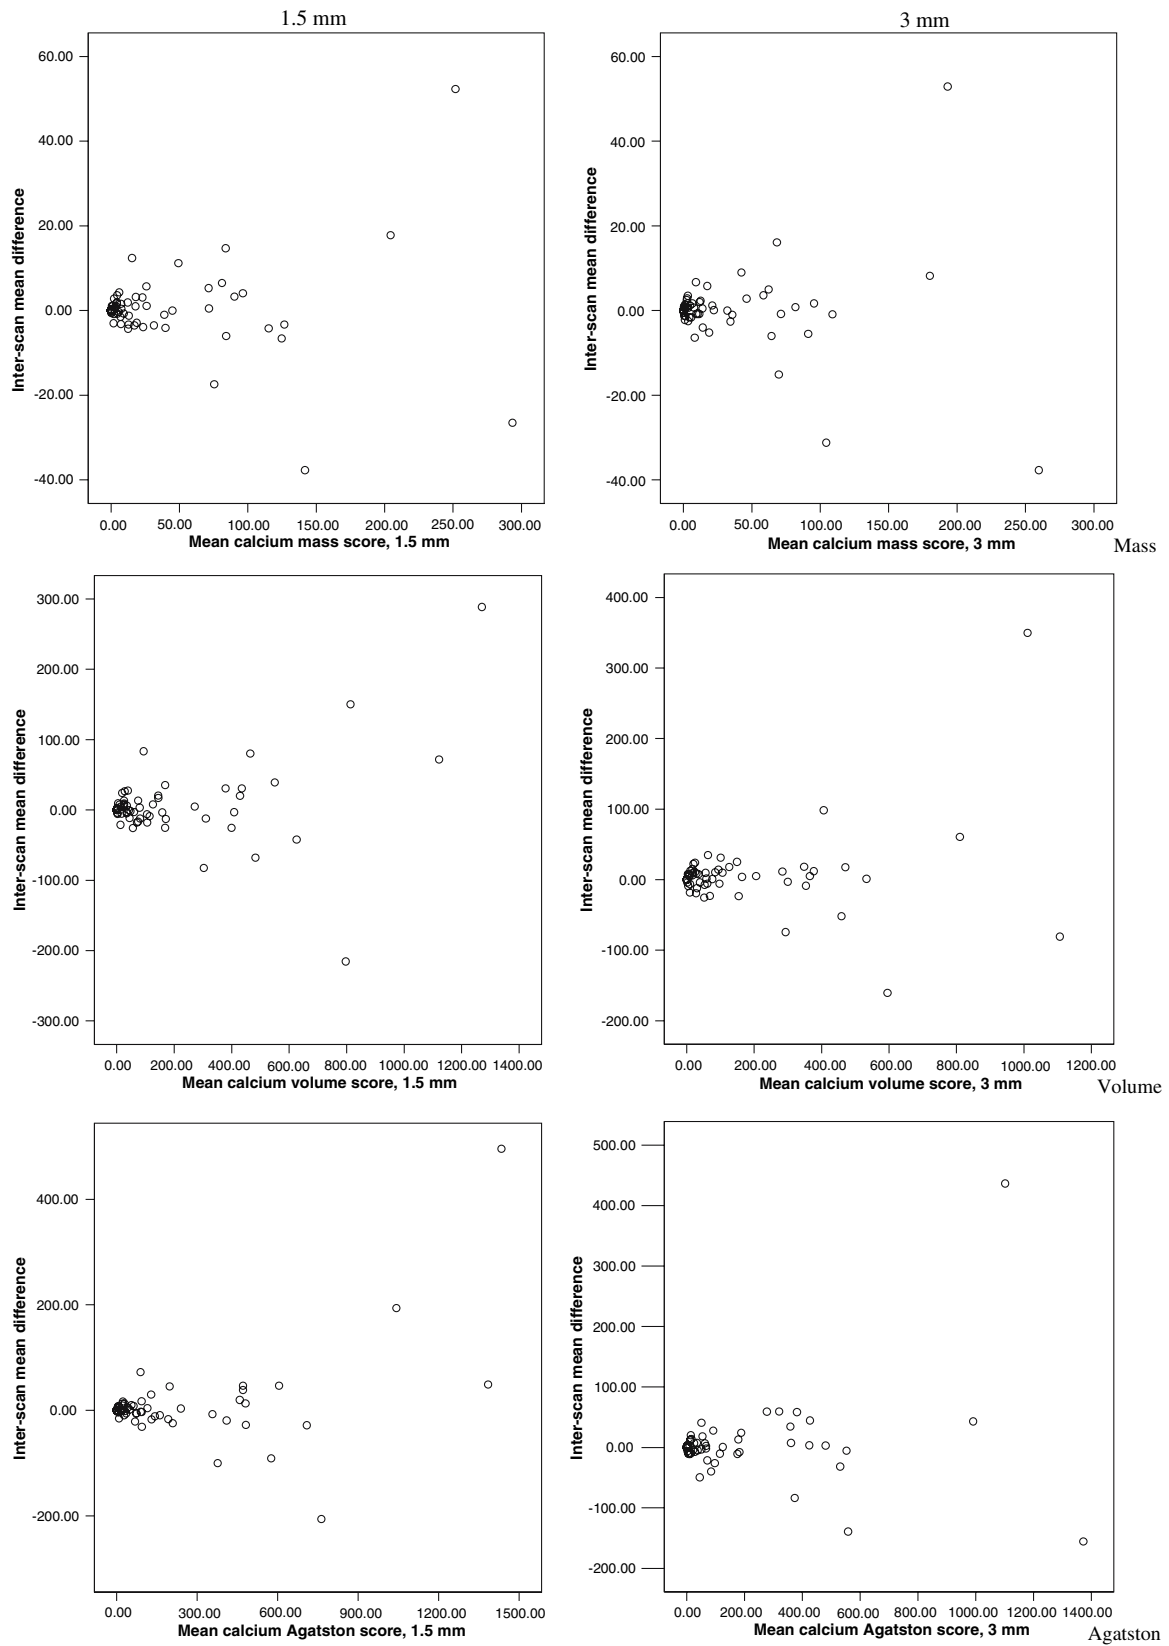 1.5 mm
3 mm
60.00
40.00
20.00
0.00
-20.00
-40.00
Inter-scan mean difference
0.00 50.00 100.00 150.00 200.00 250.00 300.00
Mean calcium mass score, 1.5 mm
60.00
40.00
20.00
0.00
-20.00
-40.00
Inter-scan mean difference
0.00 50.00 100.00 150.00 200.00 250.00 300.00
Mean calcium mass score, 3 mm
Mass
300.00
200.00
100.00
0.00
-100.00
-200.00
-300.00
Inter-scan mean difference
0.00 200.00 400.00 600.00 800.00 1000.00 1200.00 1400.00
Mean calcium volume score, 1.5 mm
400.00
300.00
200.00
100.00
0.00
-100.00
-200.00
Inter-scan mean difference
0.00 200.00 400.00 600.00 800.00 1000.00 1200.00
Mean calcium volume score, 3 mm
Volume
400.00
200.00
0.00
-200.00
Inter-scan mean difference
0.00 300.00 600.00 900.00 1200.00 1500.00
Mean calcium Agatston score, 1.5 mm
500.00
400.00
300.00
200.00
100.00
0.00
-100.00
-200.00
Inter-scan mean difference
0.00 200.00 400.00 600.00 800.00 1000.00 1200.00 1400.00
Mean calcium Agatston score, 3 mm
Agatston